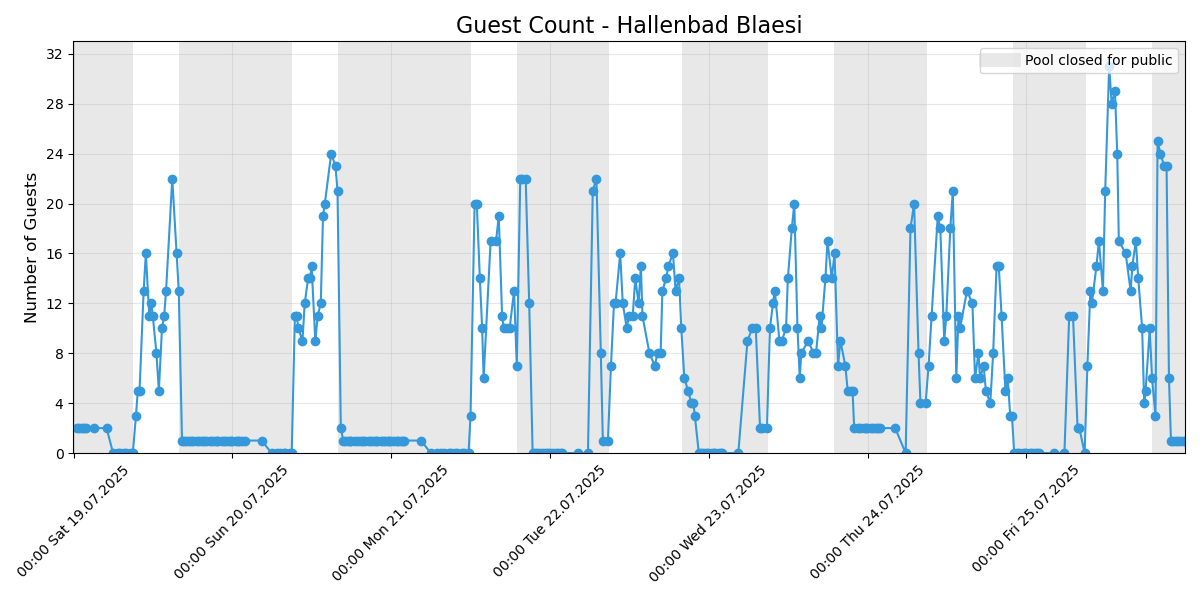 Guest Count - Hallenbad Blaesi
Pool closed for public
Number of Guests
32
28
24
20
16
12
8
4
0
00:00 Sat 19.07.2025
00:00 Sun 20.07.2025
00:00 Mon 21.07.2025
00:00 Tue 22.07.2025
00:00 Wed 23.07.2025
00:00 Thu 24.07.2025
00:00 Fri 25.07.2025